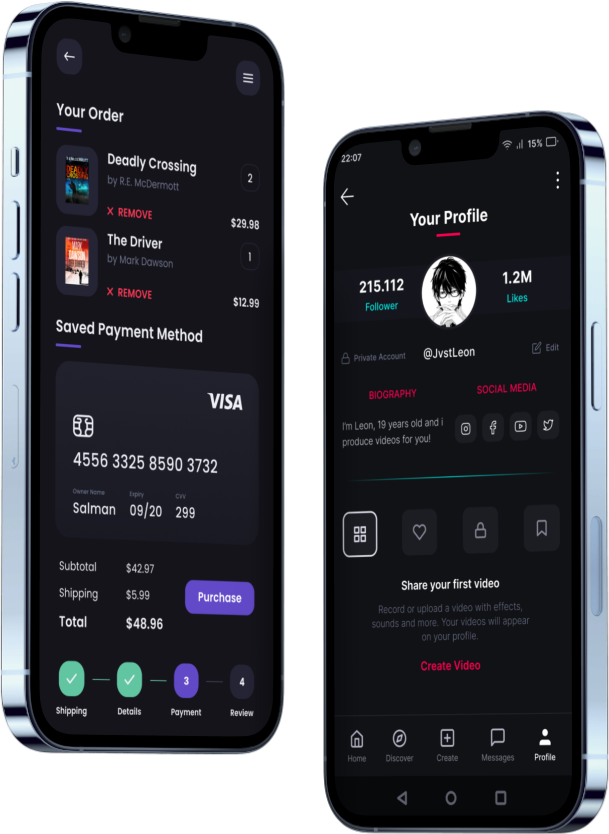 Your Order
Deadly Crossing
by R.E. McDermott
2
REMOVE
$29.98
The Driver
by Mark Dawson
1
REMOVE
$12.99
Saved Payment Method
VISA
4556 3325 8590 3732
Owner Name Expiry CVV
Salman 09/20 299
Subtotal $42.97
Shipping $5.99
Purchase
Total $48.96
3 4
Shipping Details Payment Review
22:07 15%
Your Profile
215.112 1.2M
Follower Likes
Private Account @JvstLeon Edit
BIOGRAPHY SOCIAL MEDIA
I'm Leon, 19 years old and i
produce videos for you!
Share your first video
Record or upload a video with effects,
sounds and more. Your videos will appear
on your profile.
Create Video
Home Discover Create Messages Profile